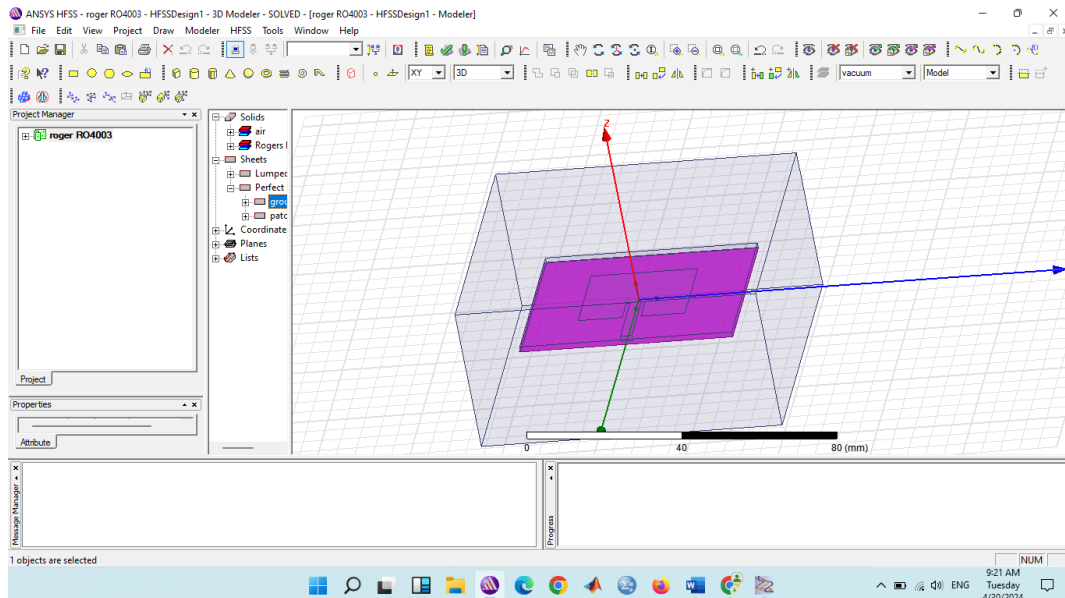 ANSYS HFSS - roger RO4003 - HFSSDesign1 - 3D Modeler - SOLVED - [roger RO4003 - HFSSDesign1 - Modeler]
File Edit View Project Draw Modeler HFSS Tools Window Help
XY 3D vacuum Model
Project Manager
roger RO4003
Project
Properties
Attribute
Solids
air
Rogers
Sheets
Lumped
Perfect
grou
patc
Coordinate
Planes
Lists
Z
0 40 80 (mm)
Message Manager
Progress
1 objects are selected
NUM
ENG
9:21 AM
Tuesday
4/30/2024